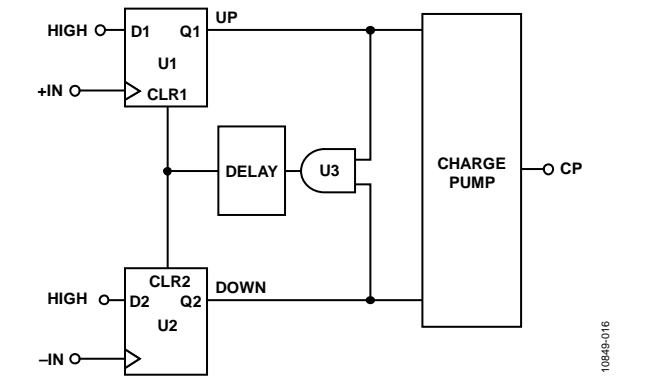 UP
HIGH
D1
Q1
U1
+IN
CLR1
DELAY
U3
CHARGE
PUMP
CP
CLR2
DOWN
HIGH
D2
Q2
U2
–IN
10849-016